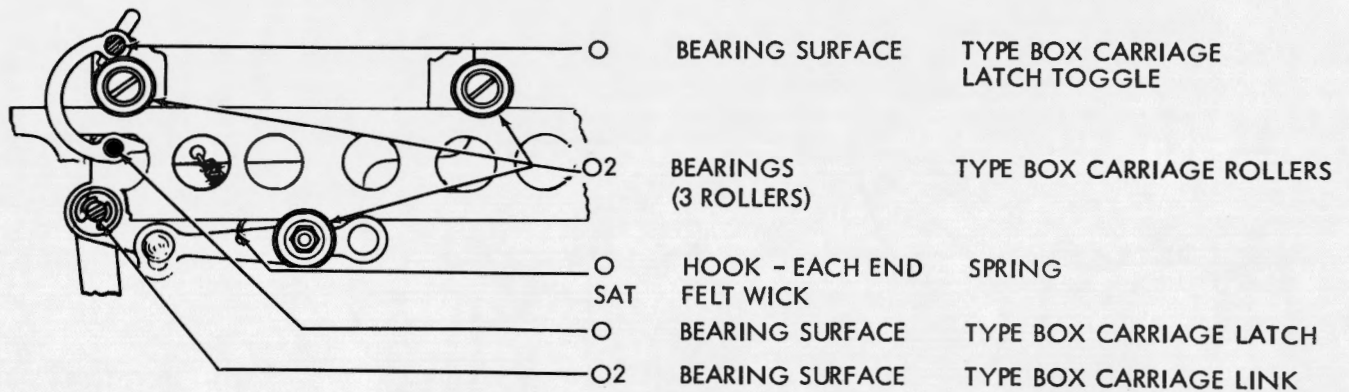 O BEARING SURFACE TYPE BOX CARRIAGE
LATCH TOGGLE
O2 BEARINGS TYPE BOX CARRIAGE ROLLERS
(3 ROLLERS)
O HOOK - EACH END SPRING
SAT FELT WICK
O BEARING SURFACE TYPE BOX CARRIAGE LATCH
O2 BEARING SURFACE TYPE BOX CARRIAGE LINK